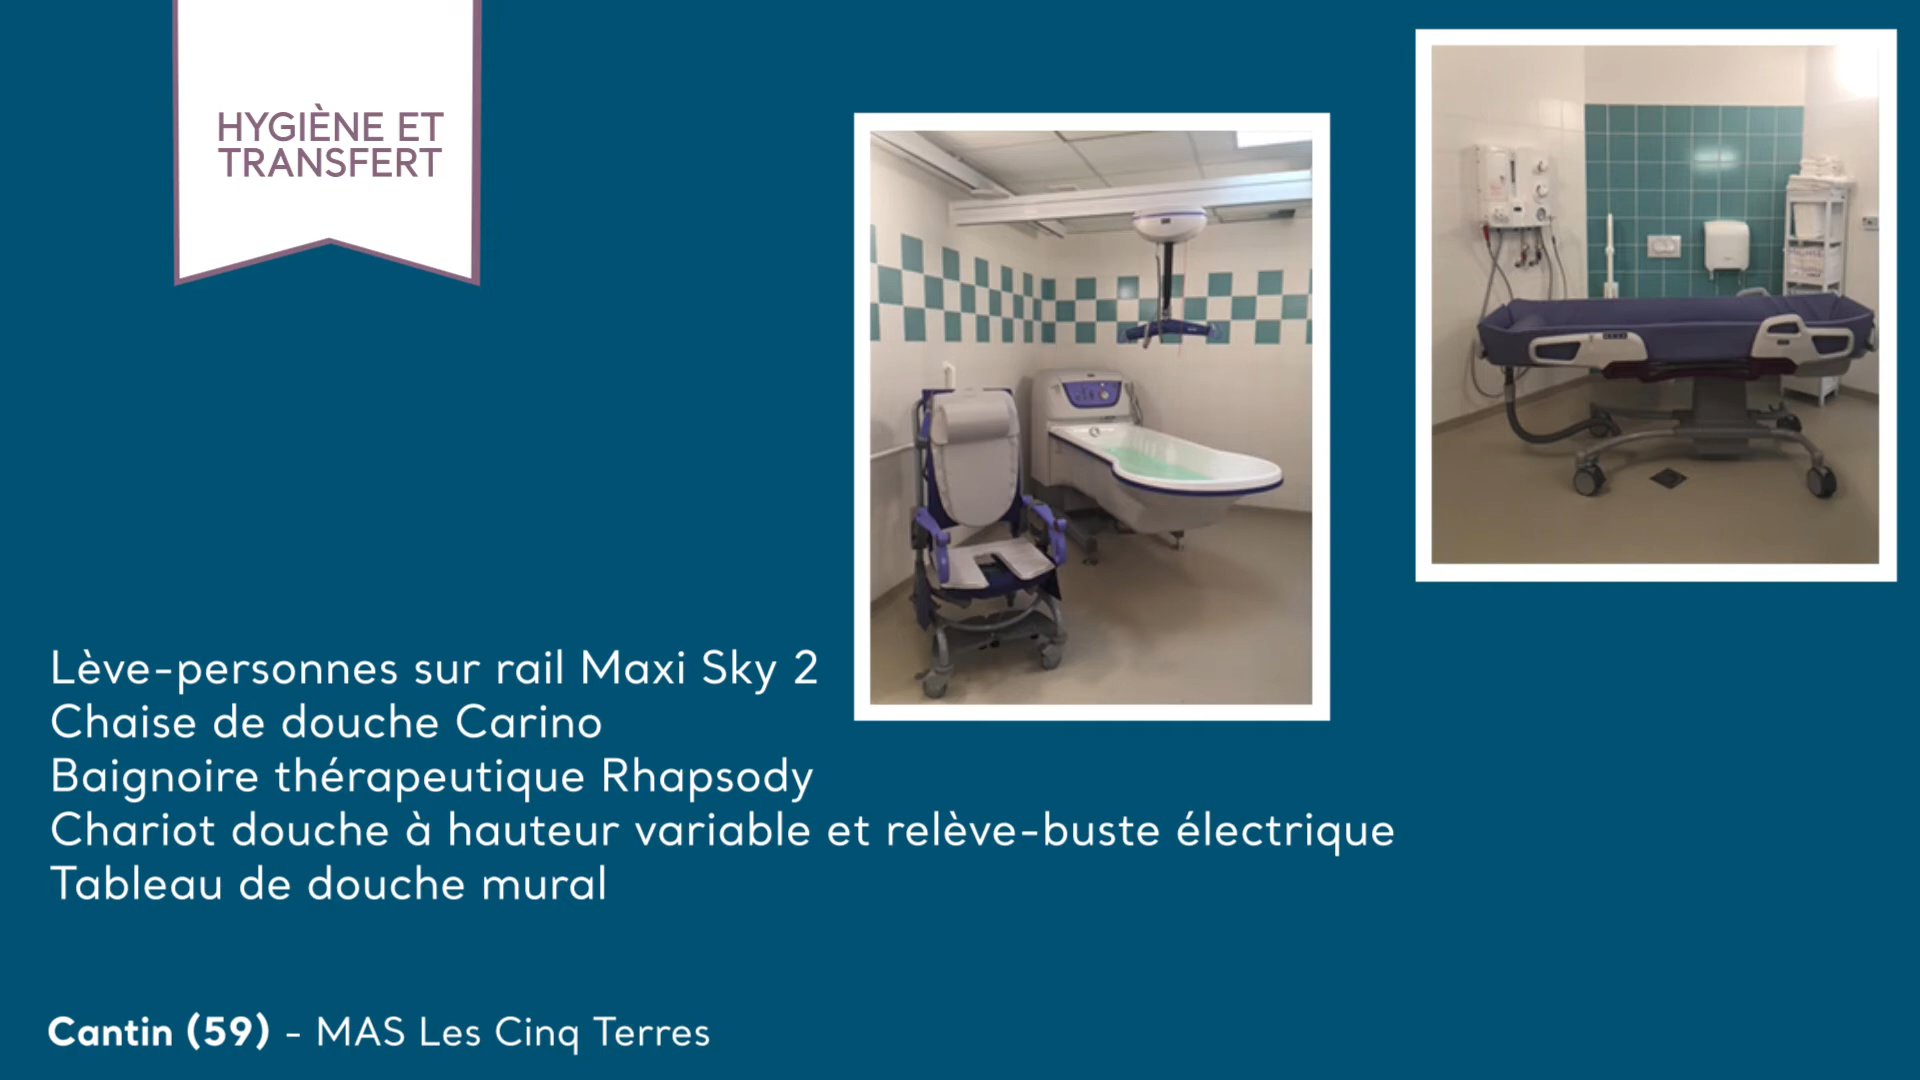 HYGIÈNE ET
TRANSFERT
Lève-personnes sur rail Maxi Sky 2
Chaise de douche Carino
Baignoire thérapeutique Rhapsody
Chariot douche à hauteur variable et relève-buste électrique
Tableau de douche mural
Cantin (59) - MAS Les Cinq Terres